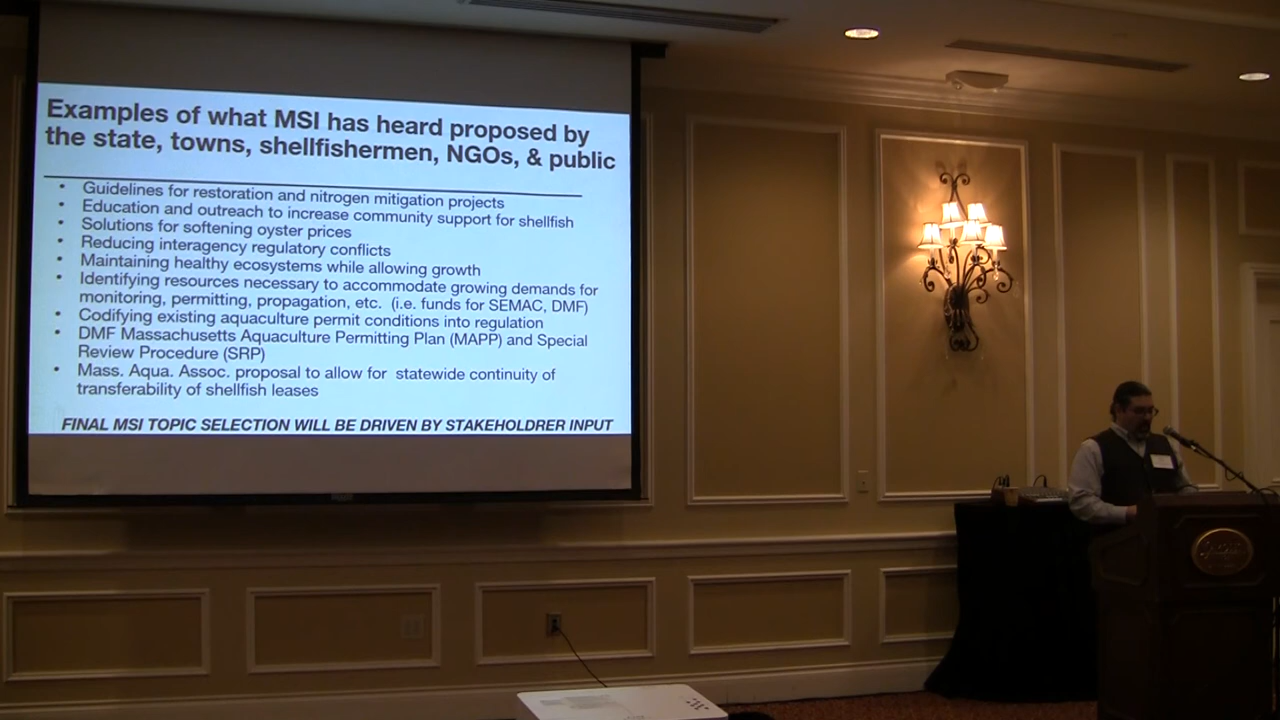 Examples of what MSI has heard proposed by
the state, towns, shellfishermen, NGOs, & public
• Guidelines for restoration and nitrogen mitigation projects
• Education and outreach to increase community support for shellfish
• Solutions for softening oyster prices
• Reducing interagency regulatory conflicts
• Maintaining healthy ecosystems while allowing growth
• Identifying resources necessary to accommodate growing demands for
monitoring, permitting, propagation, etc. (i.e. funds for SEMAC, DMF)
• Codifying existing aquaculture permit conditions into regulation
• DMF Massachusetts Aquaculture Permitting Plan (MAPP) and Special
Review Procedure (SRP)
• Mass. Aqua. Assoc. proposal to allow for statewide continuity of
transferability of shellfish leases
FINAL MSI TOPIC SELECTION WILL BE DRIVEN BY STAKEHOLDRER INPUT